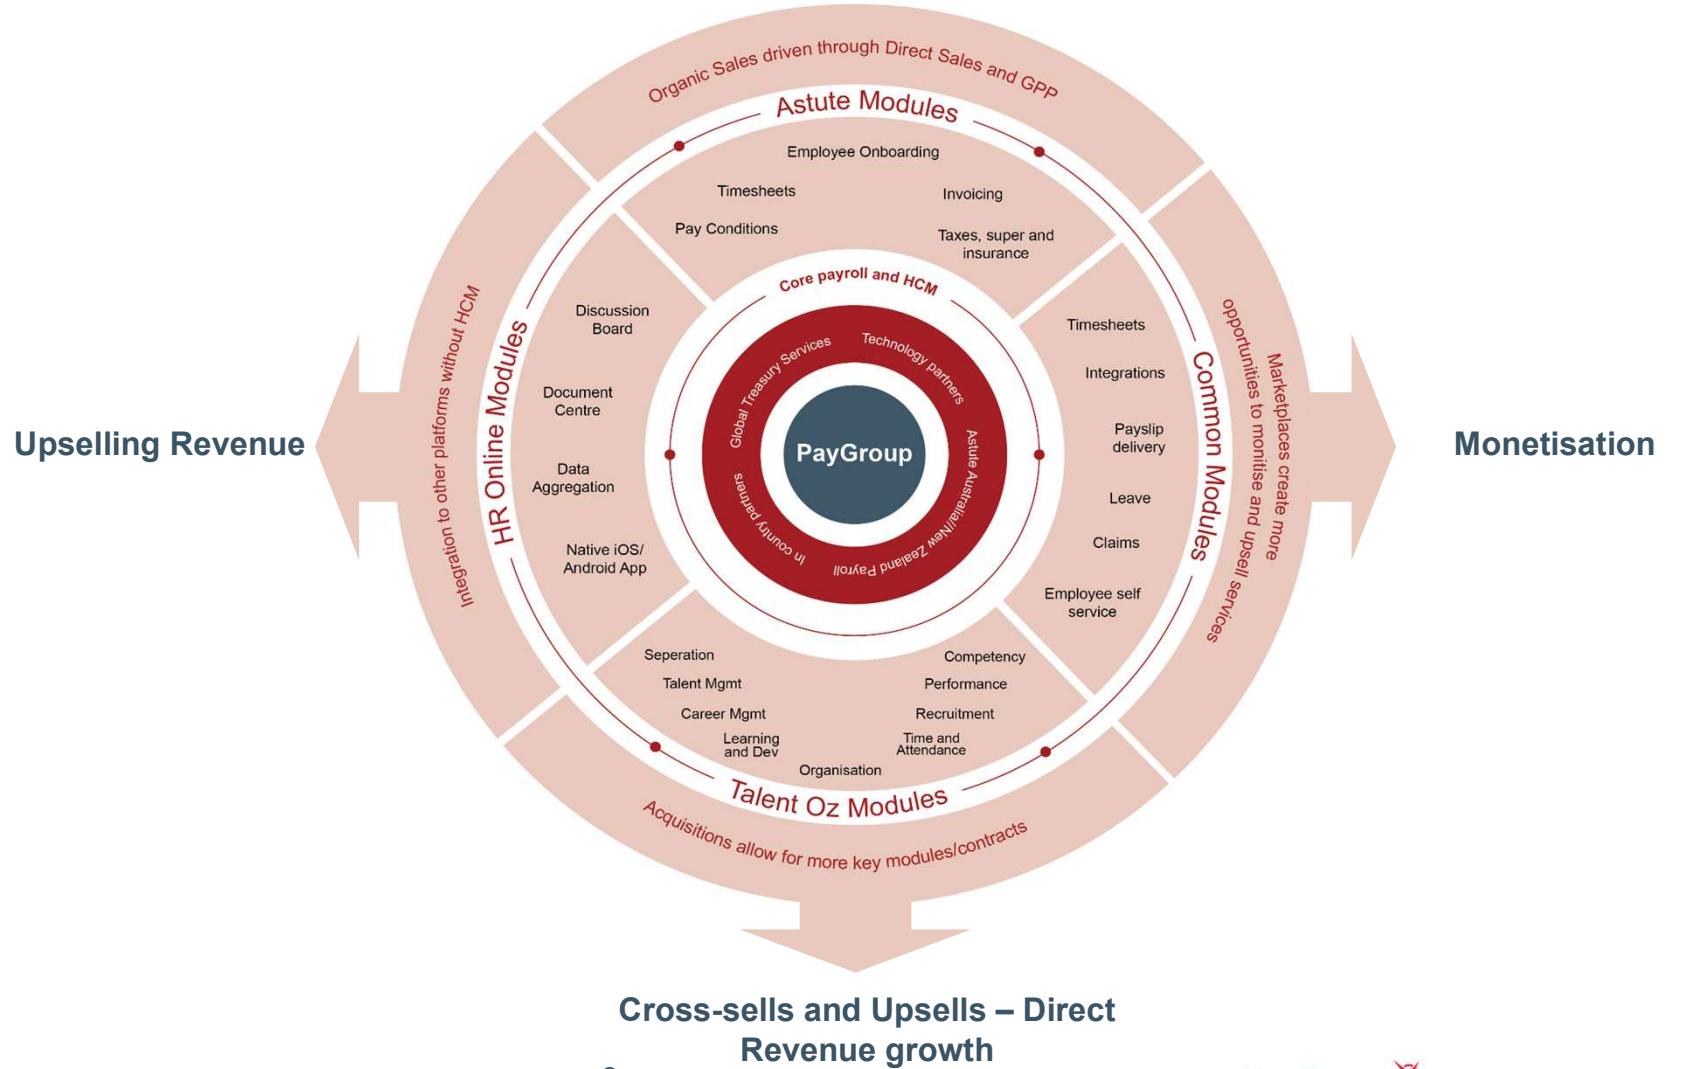 Organic Sales driven through Direct Sales and GPP
Astute Modules
Employee Onboarding
Timesheets
Invoicing
Pay Conditions
Taxes, super and
insurance
Core payroll and HCM
Global Treasury Services
Technology partners
Astute Australia//New Zealand Payroll
In country partners
PayGroup
Integration to other platforms without HCM
HR Online Modules
Discussion
Board
Document
Centre
Data
Aggregation
Native iOS/
Android App
Timesheets
Integrations
Payslip
delivery
Leave
Claims
Employee self
service
Common Modules
Marketplaces create more
opportunities to monitise and upsell services
Upselling Revenue
Monetisation
Seperation
Talent Mgmt
Career Mgmt
Learning
and Dev
Organisation
Competency
Performance
Recruitment
Time and
Attendance
Talent Oz Modules
Acquisitions allow for more key modules/contracts
Cross-sells and Upsells – Direct
Revenue growth